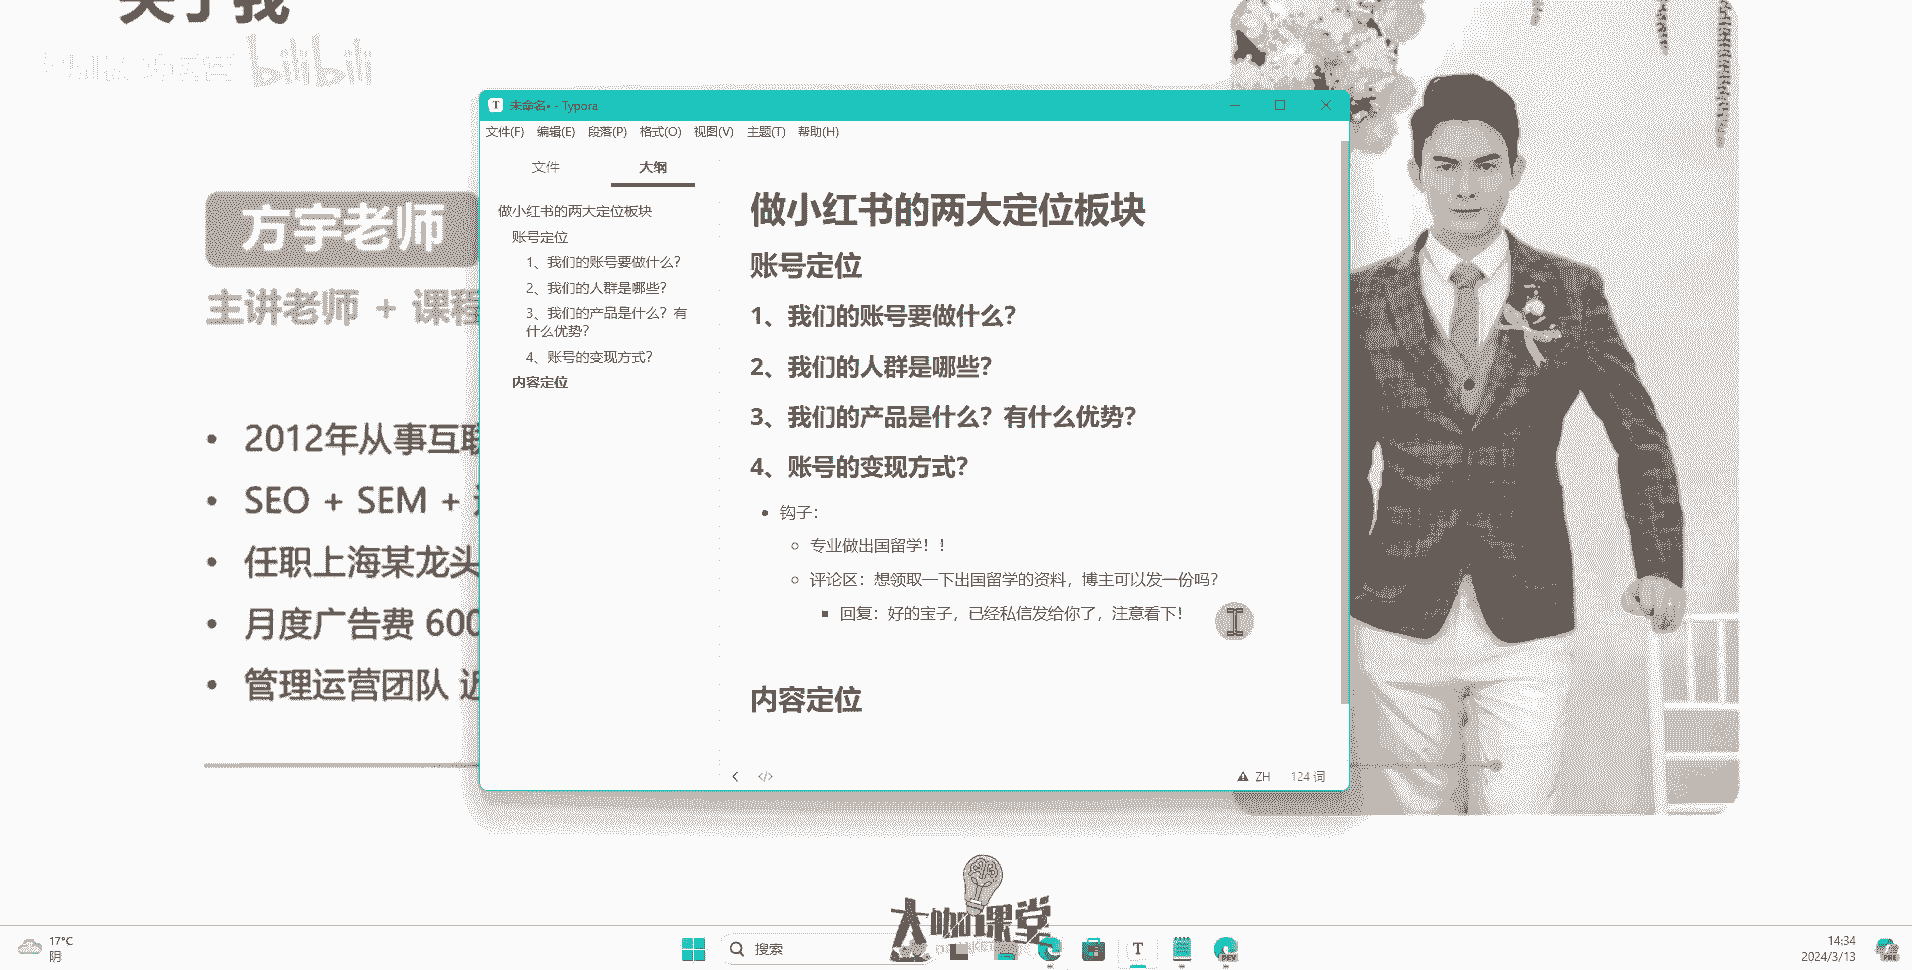 关于我
bilibili
未命名• - Typora
文件(F) 编辑(E) 段落(P) 格式(O) 视图(V) 主题(T) 帮助(H)
文件 大纲
做小红书的两大定位板块
账号定位
1、我们的账号要做什么？
2、我们的人群是哪些？
3、我们的产品是什么？有
什么优势？
4、账号的变现方式？
内容定位
做小红书的两大定位板块
账号定位
1、我们的账号要做什么？
2、我们的人群是哪些？
3、我们的产品是什么？有什么优势？
4、账号的变现方式？
钩子：
专业做出国留学！！
评论区：想领取一下出国留学的资料，博主可以发一份吗？
回复：好的宝子，已经私信发给你了，注意看下！
内容定位
ZH 124 词
方宇老师
主讲老师 + 课程
2012年从事互联
SEO + SEM +
任职上海某龙头
月度广告费 600
管理运营团队 近
大咖课堂
17°C
阴
搜索
T
DEV
14:34
2024/3/13
PRE